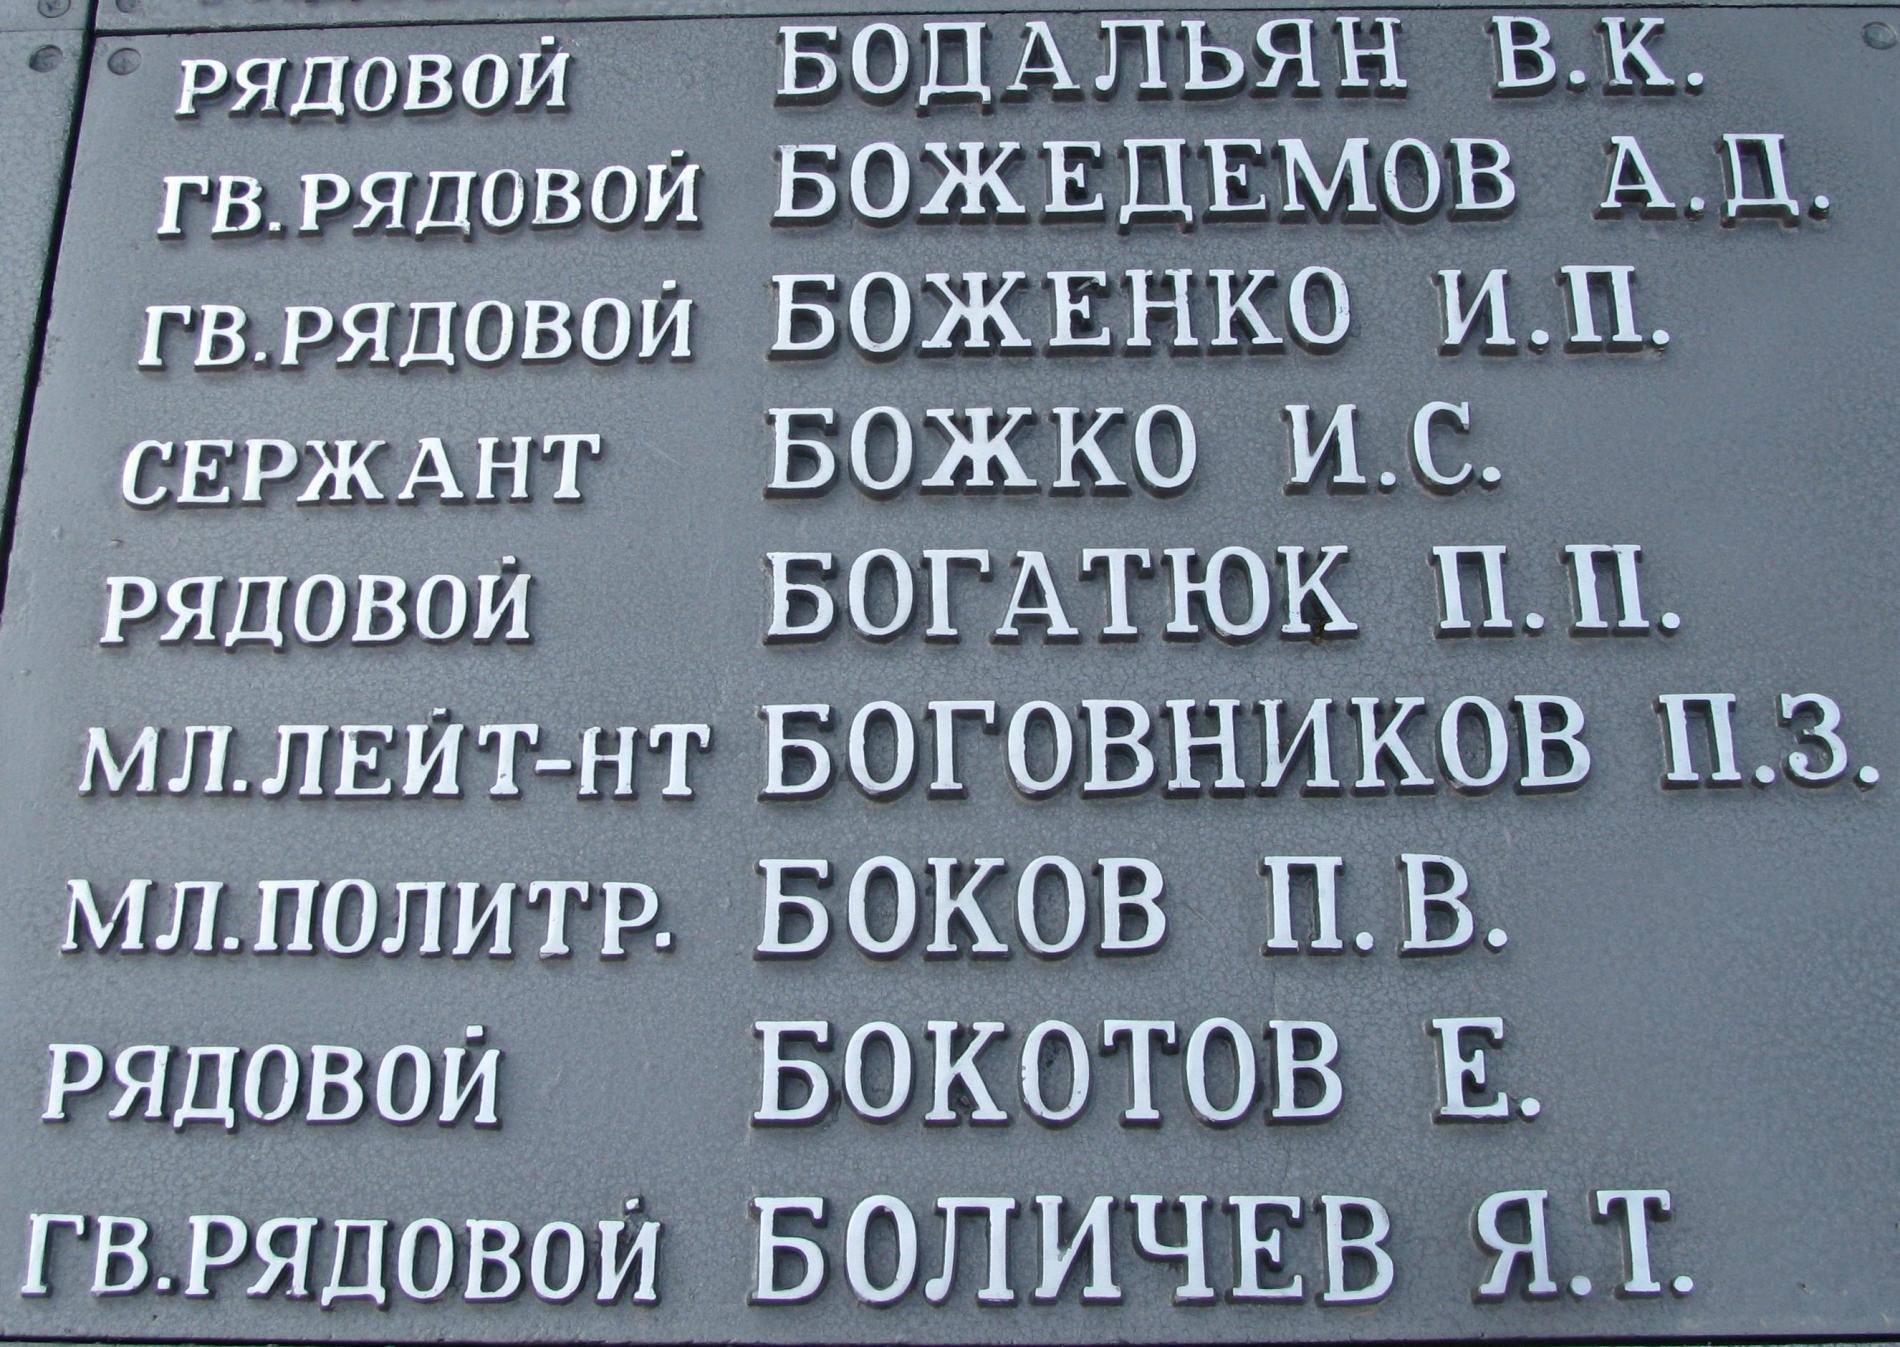 РЯДОВОЙ БОДАЛЬЯН В.К.
ГВ.РЯДОВОЙ БОЖЕДЕМОВ А.Д.
ГВ.РЯДОВОЙ БОЖЕНКО И.П.
СЕРЖАНТ БОЖКО И.С.
РЯДОВОЙ БОГАТЮК П.П.
МЛ.ЛЕЙТ-НТ БОГОВНИКОВ П.З.
МЛ.ПОЛИТР. БОКОВ П.В.
РЯДОВОЙ БОКОТОВ Е.
ГВ.РЯДОВОЙ БОЛИЧЕВ Я.Т.